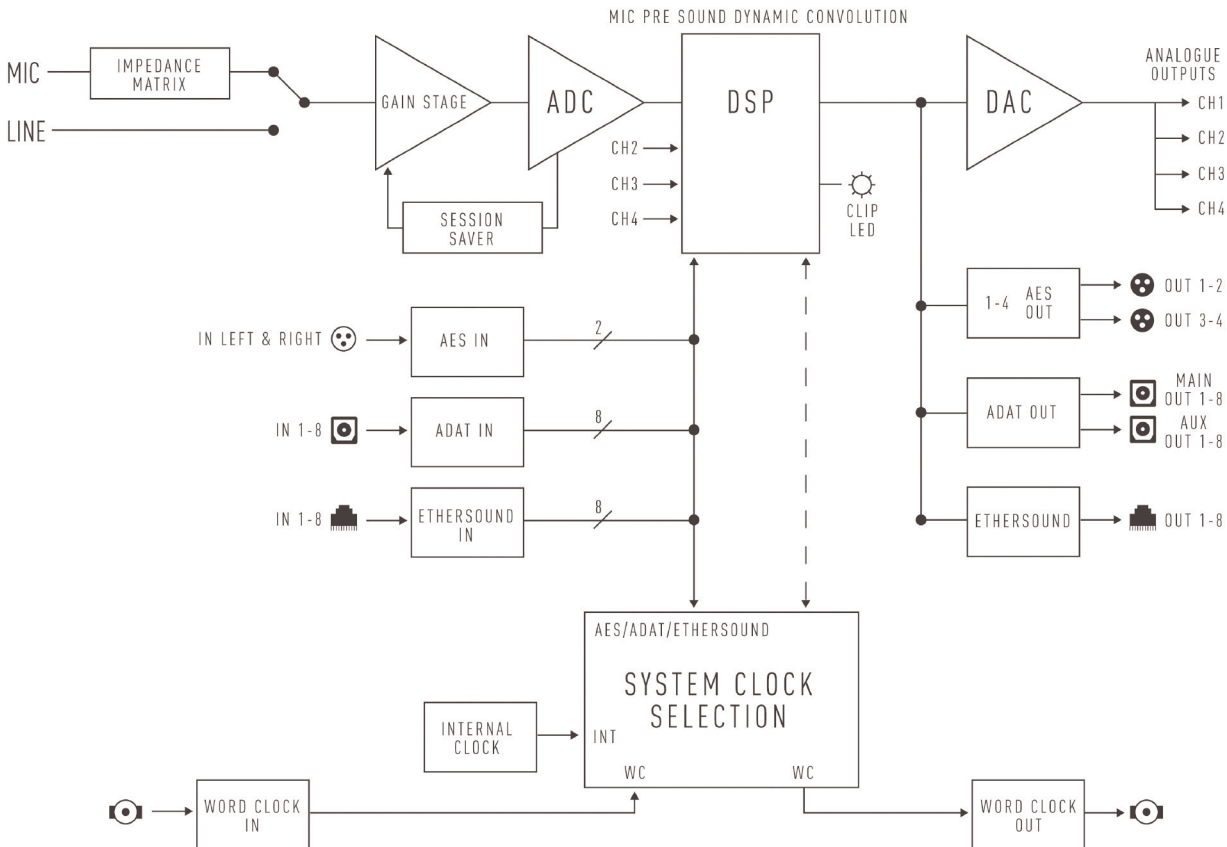 MIC PRE SOUND DYNAMIC CONVOLUTION
MIC
IMPEDANCE
MATRIX
LINE
GAIN STAGE
ADC
DSP
DAC
ANALOGUE
OUTPUTS
CH1
CH2
CH3
CH4
CH2
CH3
CH4
SESSION
SAVER
CLIP
LED
IN LEFT & RIGHT
AES IN
2
1-4 AES
OUT
OUT 1-2
OUT 3-4
IN 1-8
ADAT IN
8
ADAT OUT
MAIN
OUT 1-8
AUX
OUT 1-8
IN 1-8
ETHERSOUND
IN
8
ETHERSOUND
OUT 1-8
AES/ADAT/ETHERSOUND
SYSTEM CLOCK
SELECTION
INTERNAL
CLOCK
INT
WC
WC
WORD CLOCK
IN
WORD CLOCK
OUT